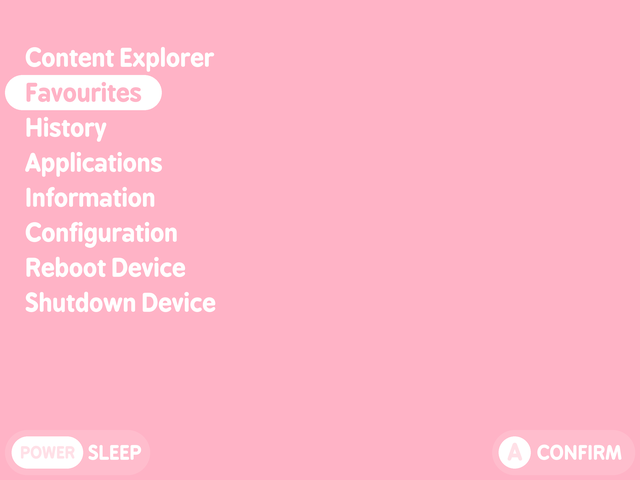 Content Explorer
Favourites
History
Applications
Information
Configuration
Reboot Device
Shutdown Device
POWER SLEEP
A CONFIRM